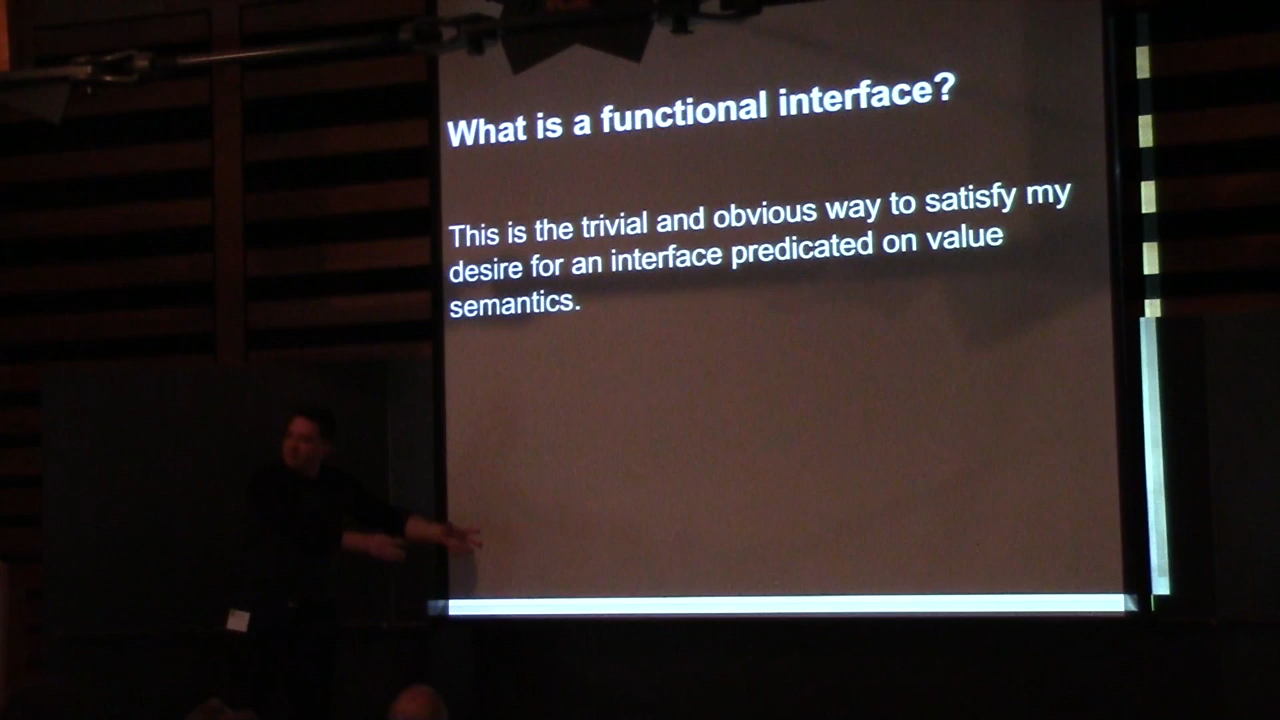 What is a functional interface?
This is the trivial and obvious way to satisfy my
desire for an interface predicated on value
semantics.